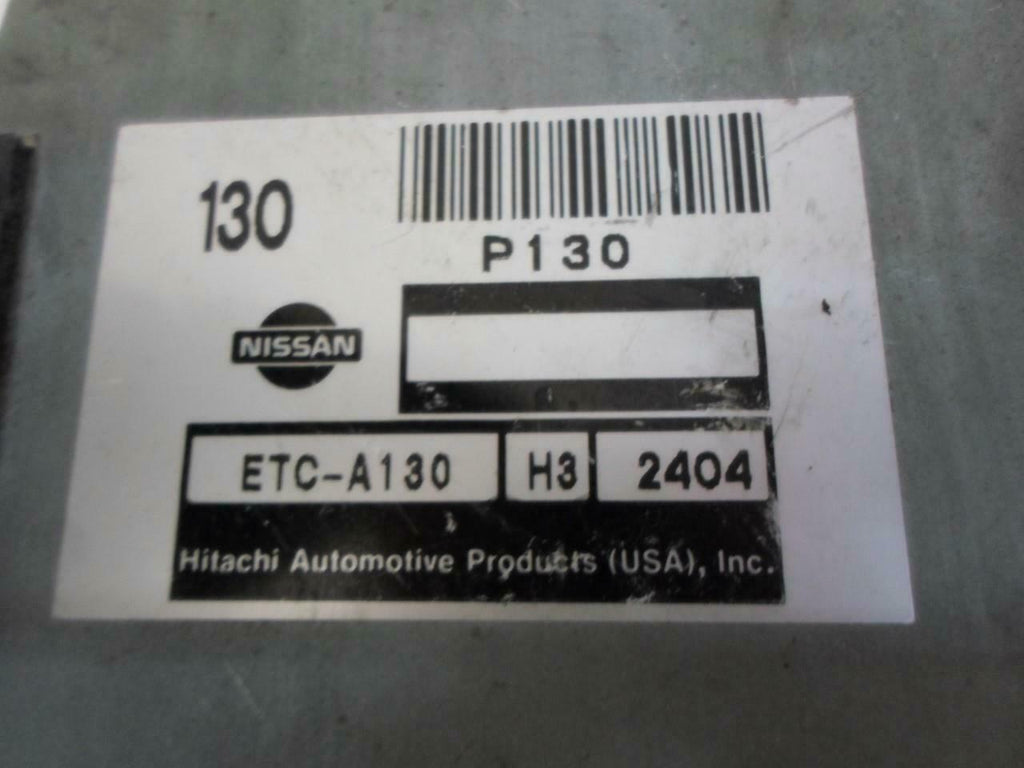 130
P130
NISSAN
ETC-A130 H3 2404
Hitachi Automotive Products (USA), Inc.